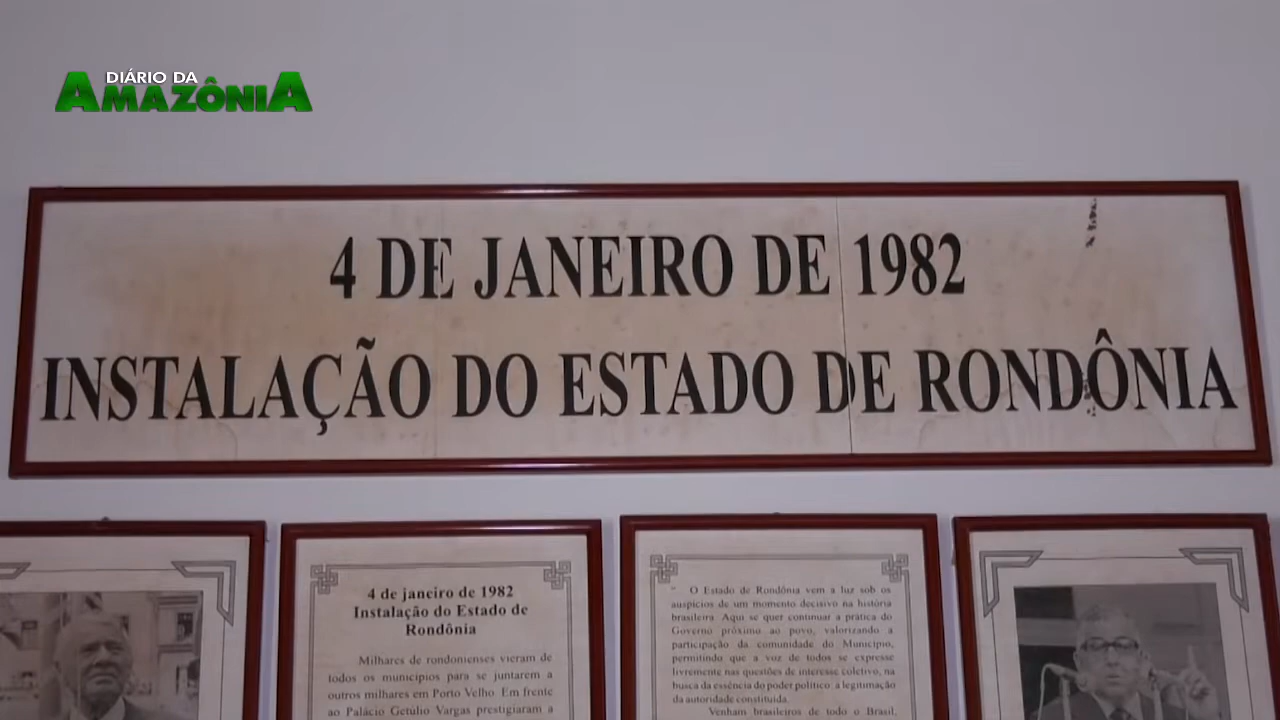 DIÁRIO DA
AMAZÔNIA
4 DE JANEIRO DE 1982
INSTALAÇÃO DO ESTADO DE RONDÔNIA
4 de janeiro de 1982
Instalação do Estado de
Rondônia
Milhares de rondonienses vieram de
todos os municípios para se juntarem a
outros milhares em Porto Velho. Em frente
ao Palácio Getúlio Vargas prestigiaram a
O Estado de Rondônia vem a luz sob os
auspícios de um momento decisivo na história
brasileira. Aqui se quer continuar a prática do
Governo próximo ao povo, valorizando a
participação da comunidade do Município,
permitindo que a voz de todos se expresse
livremente nas questões de interesse coletivo, na
busca da essência do poder político: a legitimação
da autoridade constituída.
Venham brasileiros de todo o Brasil,